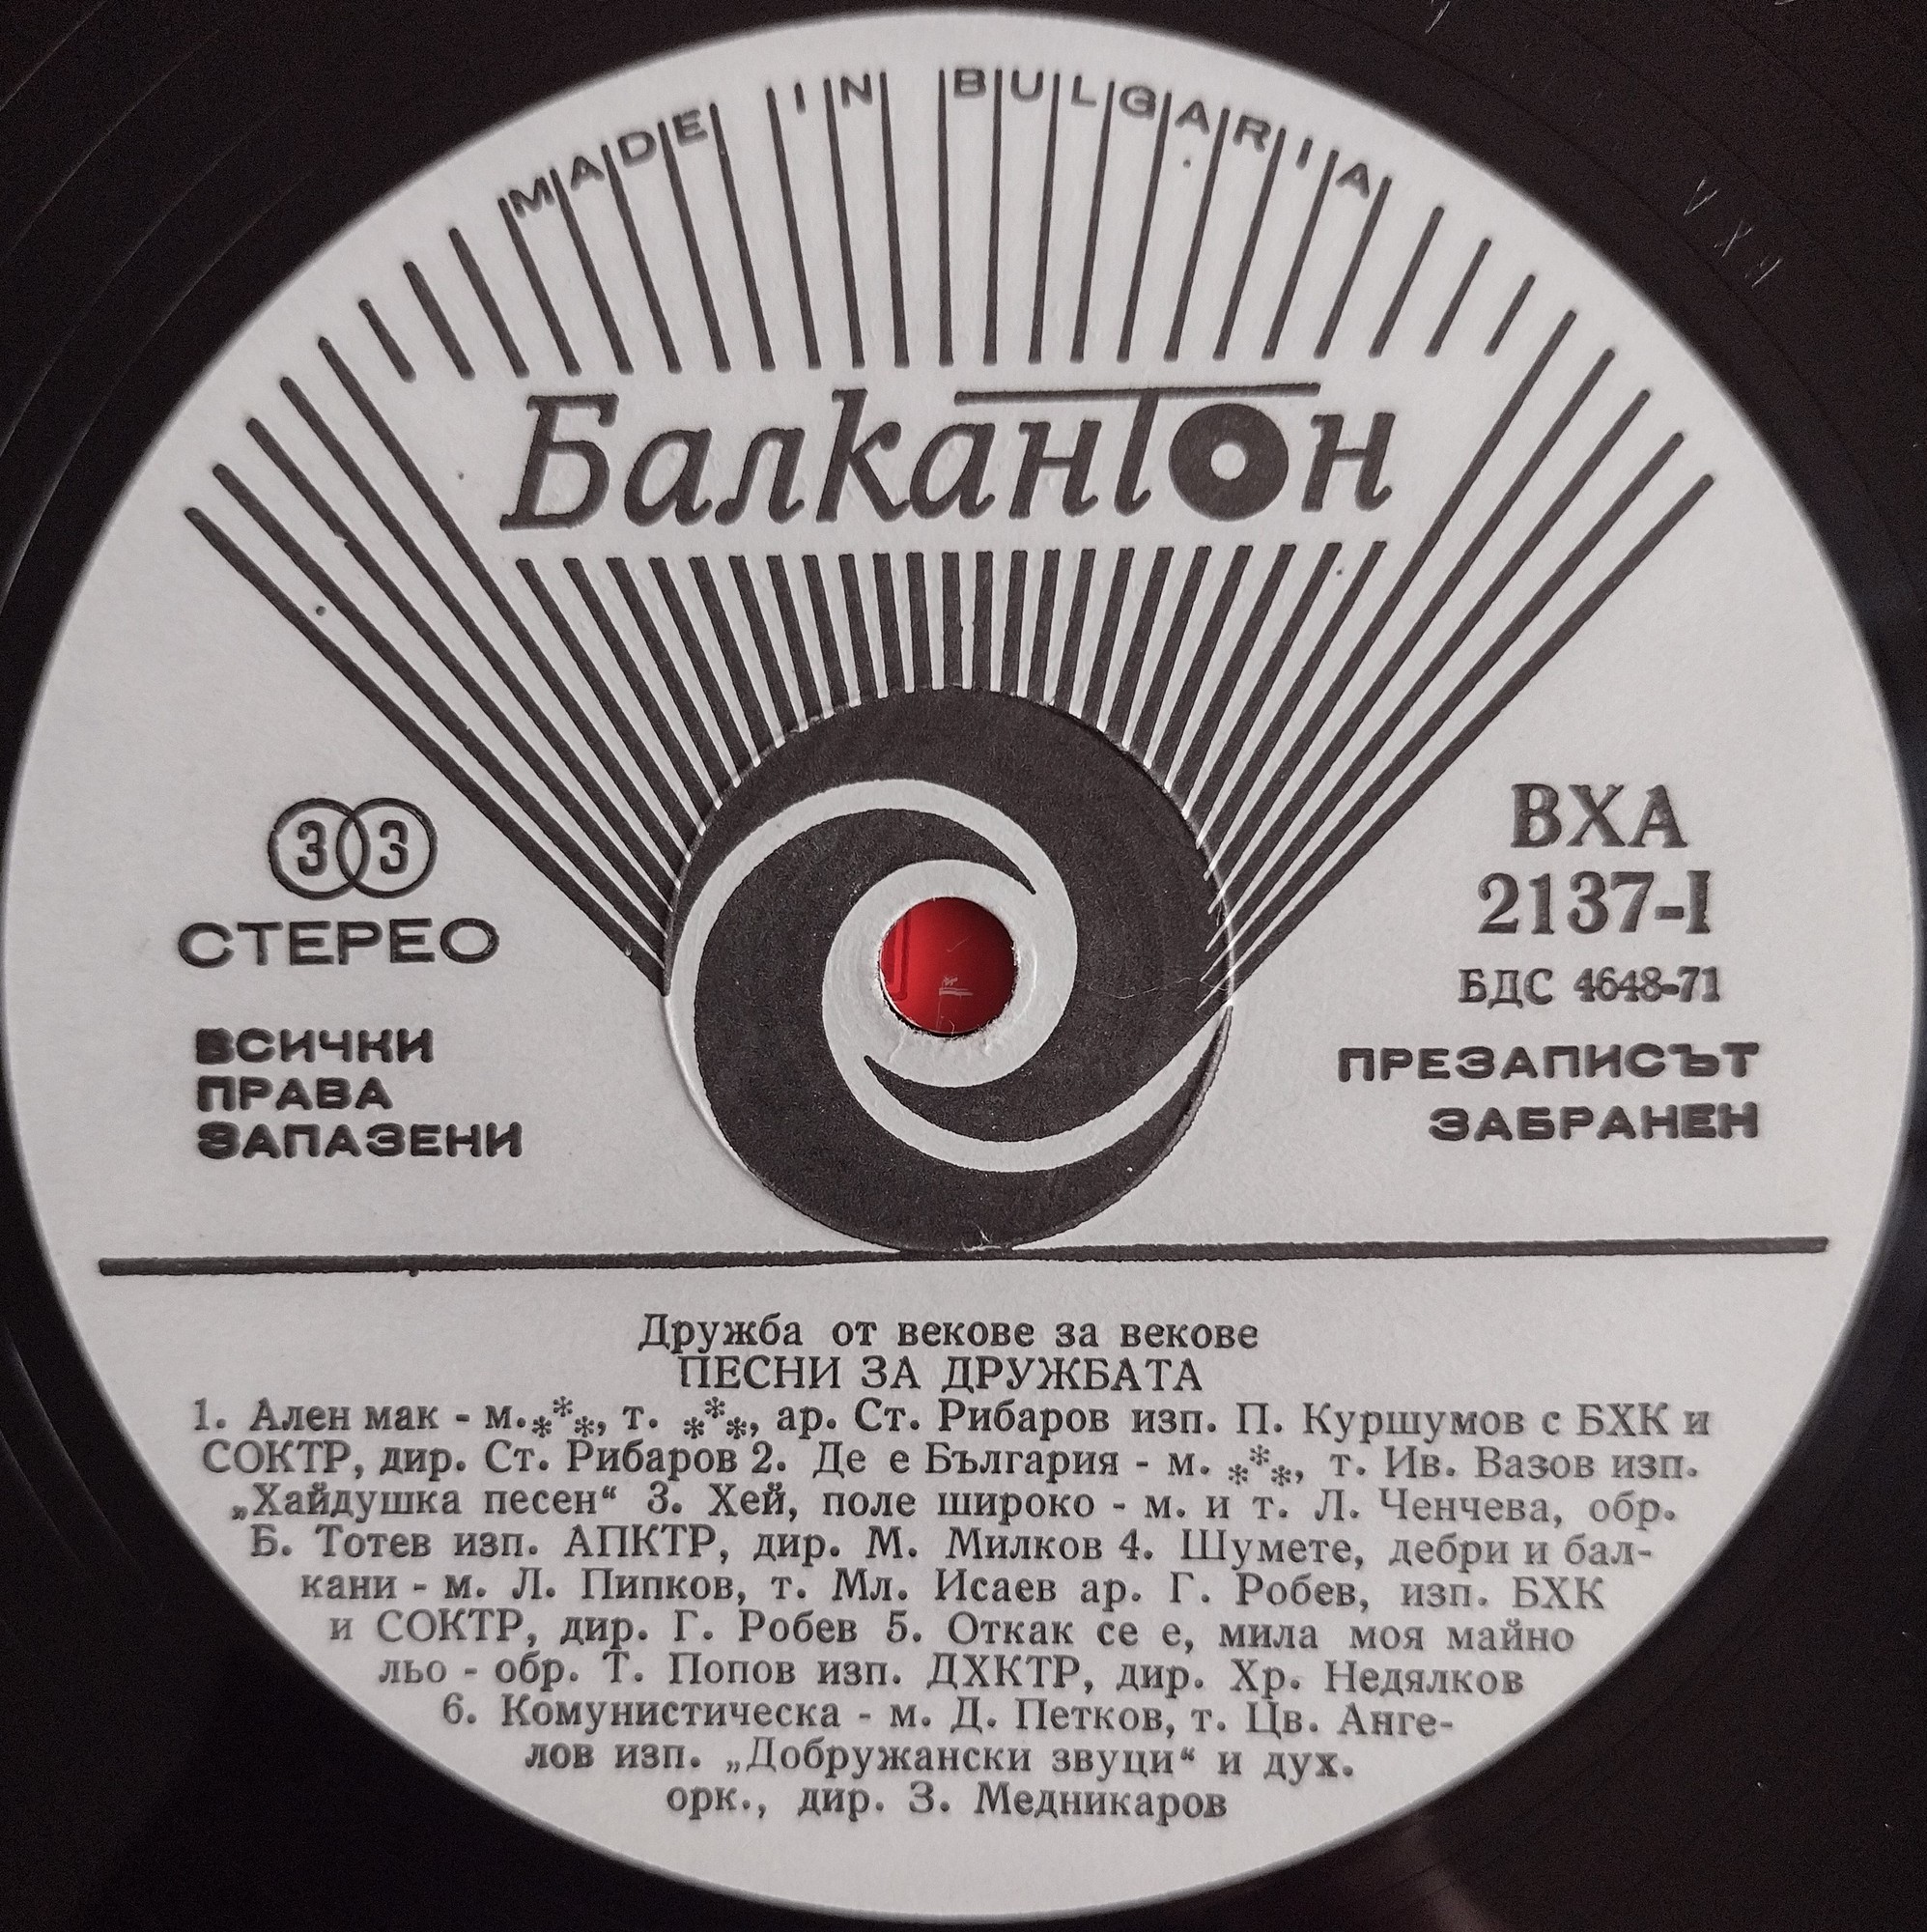 MADE IN BULGARIA
Балкантон
33
СТЕРЕО
ВСИЧКИ
ПРАВА
ЗАПАЗЕНИ
ВХА
2137-I
БДС 4648-71
ПРЕЗАПИСЪТ
ЗАБРАНЕН
Дружба от векове за векове
ПЕСНИ ЗА ДРУЖБАТА
1. Ален мак - м.***, т. ***, ар. Ст. Рибаров изп. П. Куршумов с БХК и
СОКТР, дир. Ст. Рибаров 2. Де е България - м. ***, т. Ив. Вазов изп.
„Хайдушка песен“ 3. Хей, поле широко - м. и т. Л. Ченчева, обр.
Б. Тотев изп. АПКТР, дир. М. Милков 4. Шумете, дебри и бал-
кани - м. Л. Пипков, т. Мл. Исаев ар. Г. Робев, изп. БХК
и СОКТР, дир. Г. Робев 5. Откак се е, мила моя майно
льо - обр. Т. Попов изп. ДХКТР, дир. Хр. Недялков
6. Комунистическа - м. Д. Петков, т. Цв. Анге-
лов изп. „Добружански звуци“ и дух.
орк., дир. З. Медникаров